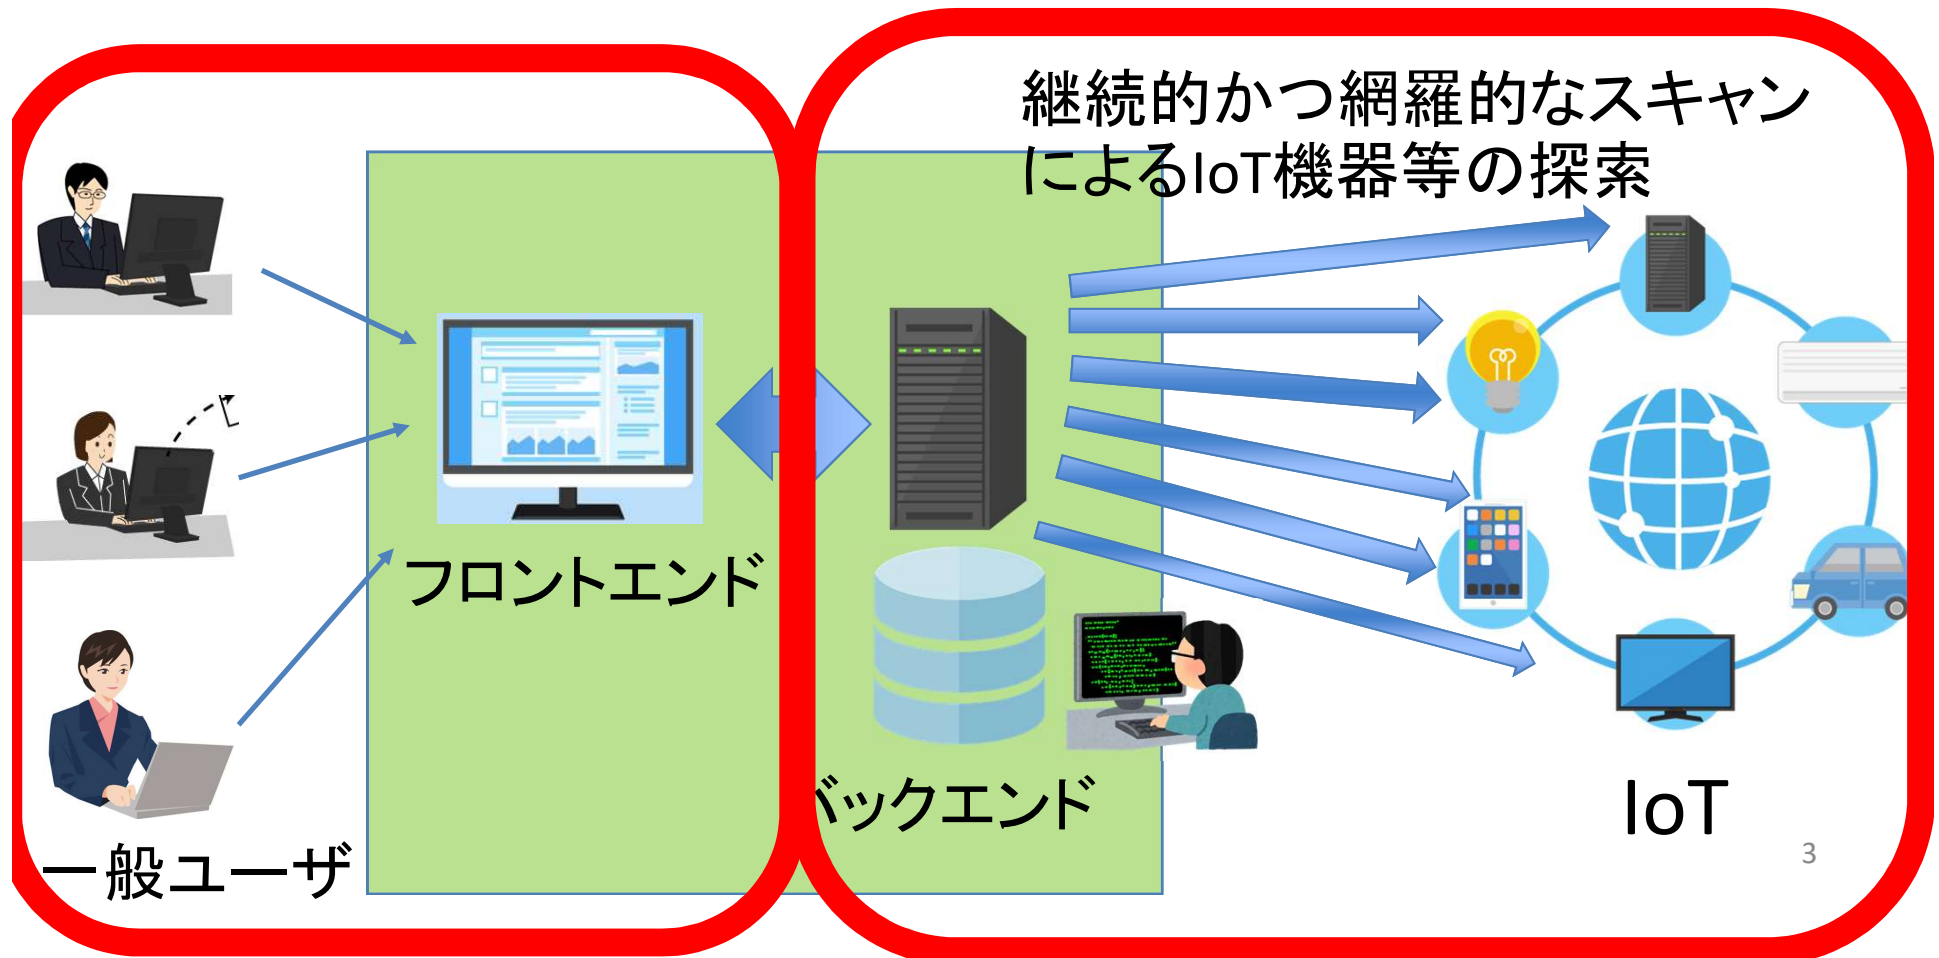 継続的かつ網羅的なスキャン
によるIoT機器等の探索
フロントエンド
バックエンド
IoT
一般ユーザ
3